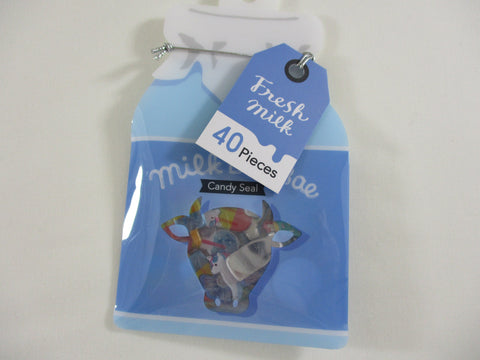 Fresh
milk
40 Pieces
milk
Candy Seal